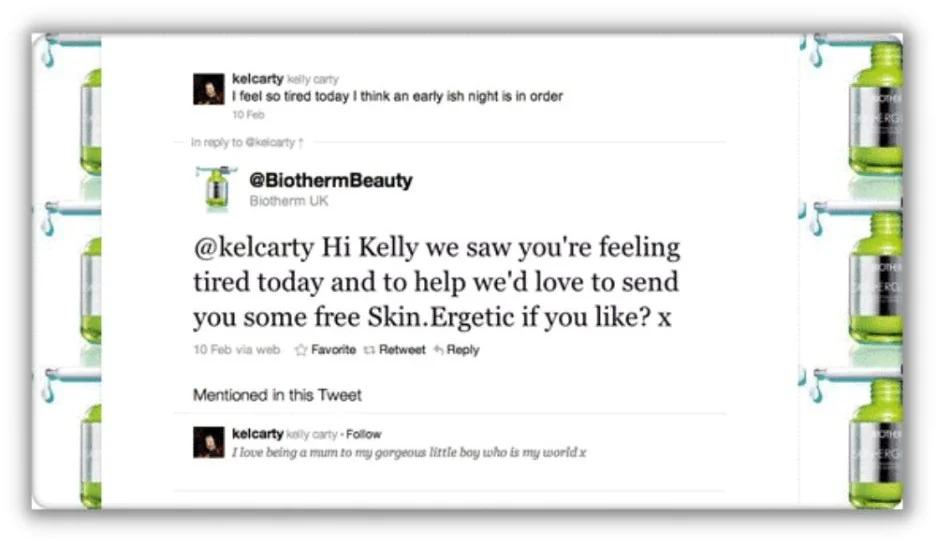 kelcarty kelly carty
I feel so tired today I think an early ish night is in order
10 Feb
In reply to @kelcarty ↑
@BiothermBeauty
Biotherm UK
@kelcarty Hi Kelly we saw you're feeling
tired today and to help we'd love to send
you some free Skin.Ergetic if you like? x
10 Feb via web Favorite Retweet Reply
Mentioned in this Tweet
kelcarty kelly carty · Follow
I love being a mum to my gorgeous little boy who is my world x